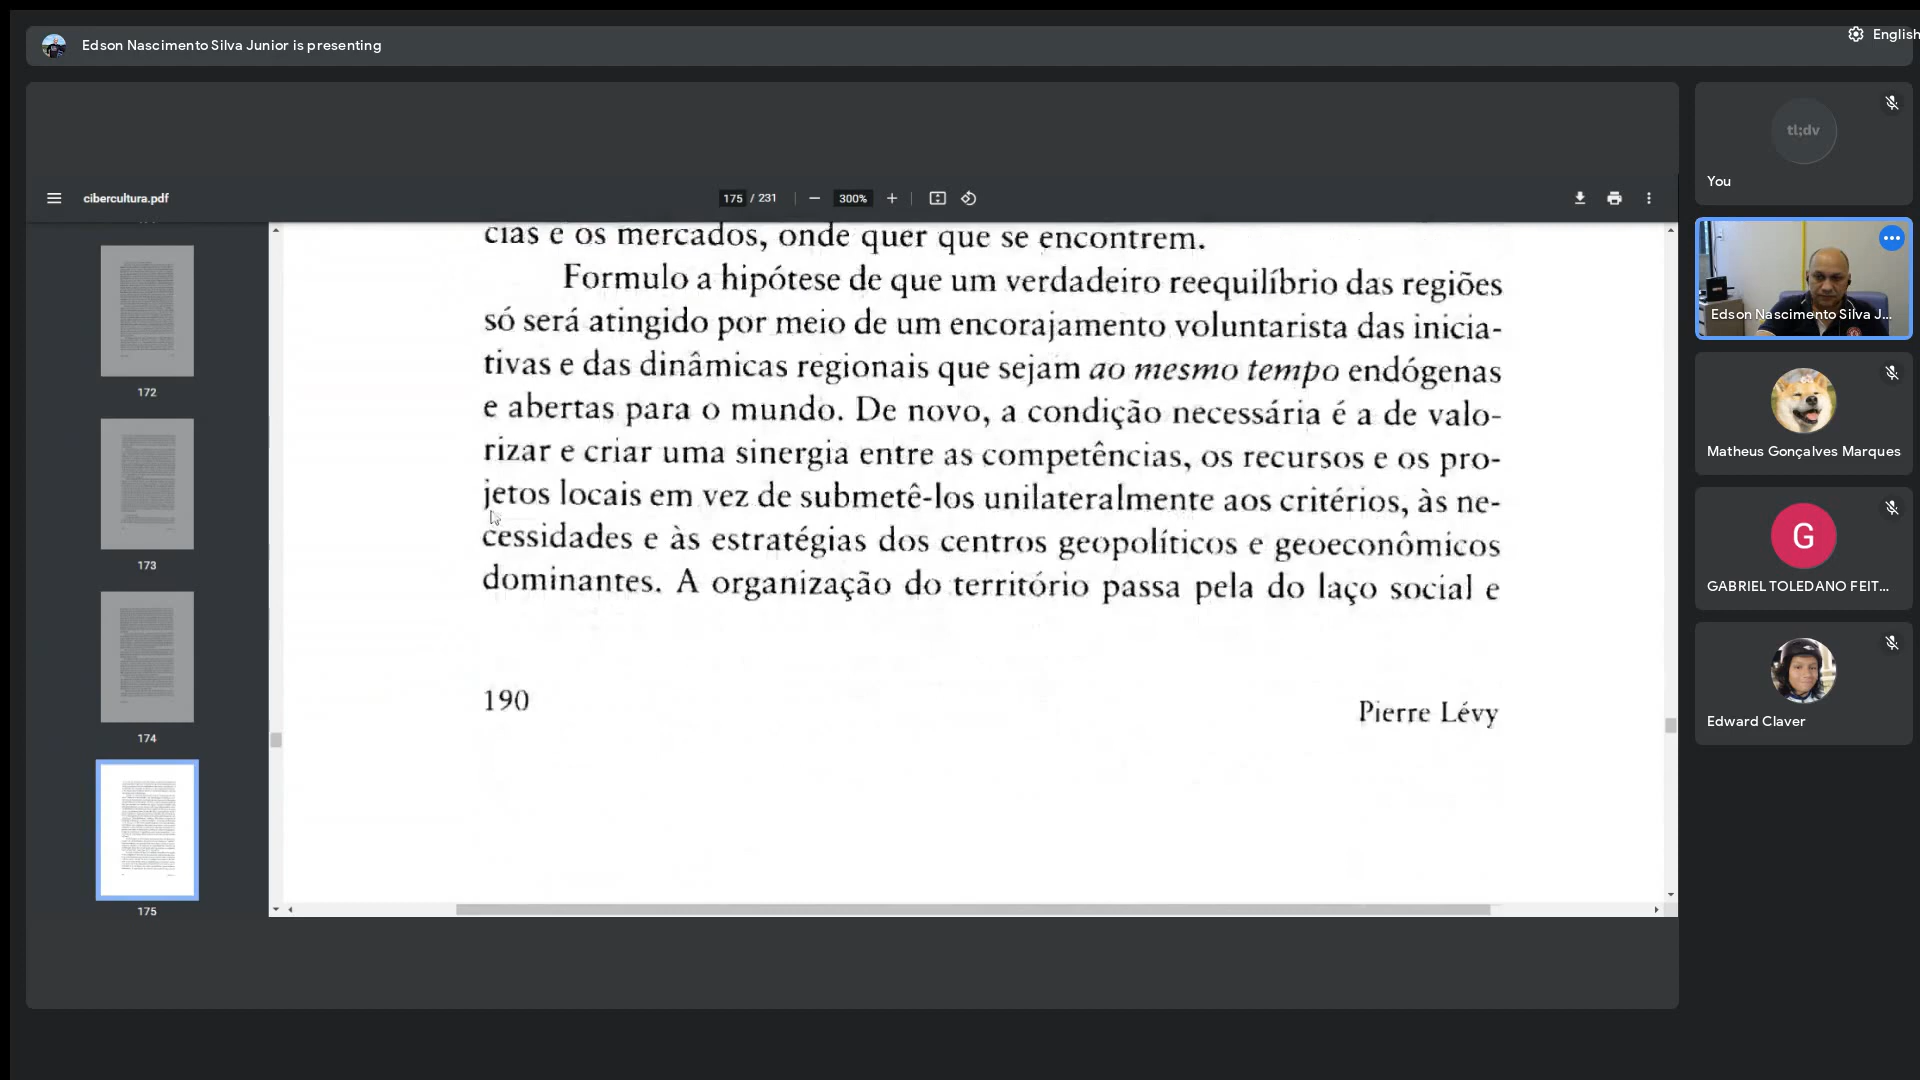 Edson Nascimento Silva Junior is presenting
English
cibercultura.pdf
175 / 231
300%
172
173
174
175
cias e os mercados, onde quer que se encontrem.
Formulo a hipótese de que um verdadeiro reequilíbrio das regiões
só será atingido por meio de um encorajamento voluntarista das inicia-
tivas e das dinâmicas regionais que sejam ao mesmo tempo endógenas
e abertas para o mundo. De novo, a condição necessária é a de valo-
rizar e criar uma sinergia entre as competências, os recursos e os pro-
jetos locais em vez de submetê-los unilateralmente aos critérios, às ne-
cessidades e às estratégias dos centros geopolíticos e geoeconômicos
dominantes. A organização do território passa pela do laço social e
190
Pierre Lévy
tl;dv
You
Edson Nascimento Silva J...
Matheus Gonçalves Marques
G
GABRIEL TOLEDANO FEIT...
Edward Claver